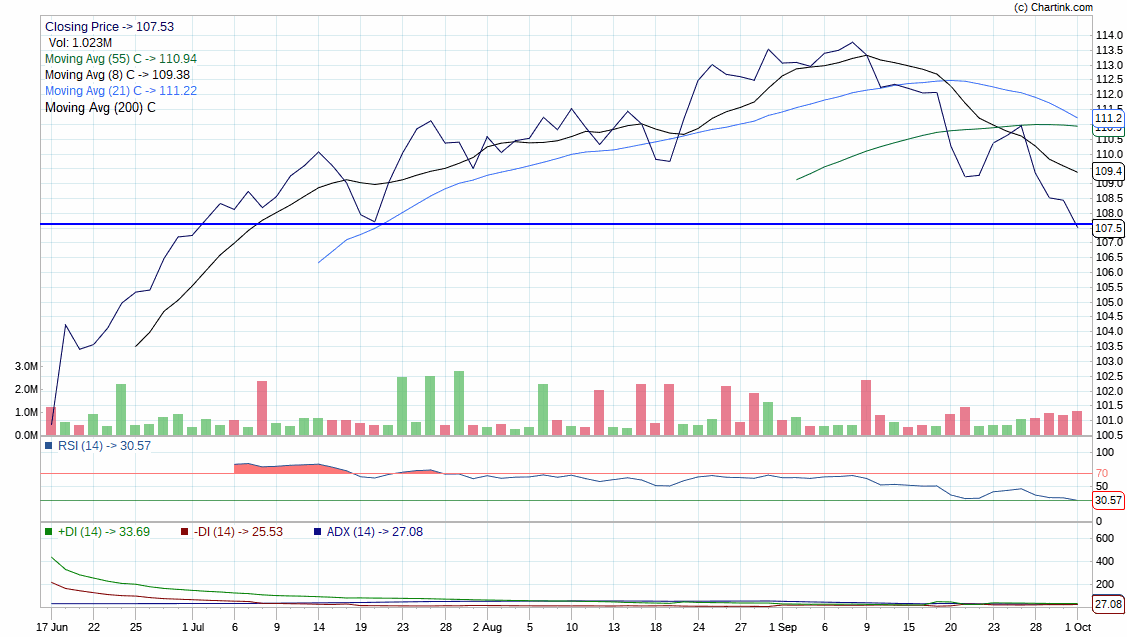 (c) Chartink.com
Closing Price -> 107.53
Vol: 1.023M
Moving Avg (55) C -> 110.94
Moving Avg (8) C -> 109.38
Moving Avg (21) C -> 111.22
Moving Avg (200) C
114.0
113.5
113.0
112.5
112.0
111.5
111.2
110.5
110.0
109.4
109.0
108.5
108.0
107.5
107.0
106.5
106.0
105.5
105.0
104.5
104.0
103.5
103.0
102.5
102.0
101.5
101.0
100.5
3.0M
2.0M
1.0M
0.0M
RSI (14) -> 30.57
100
70
50
30.57
0
+DI (14) -> 33.69 -DI (14) -> 25.53 ADX (14) -> 27.08
600
400
200
27.08
17 Jun 22 25 1 Jul 6 9 14 19 23 28 2 Aug 5 10 13 18 24 27 1 Sep 6 9 15 20 23 28 1 Oct